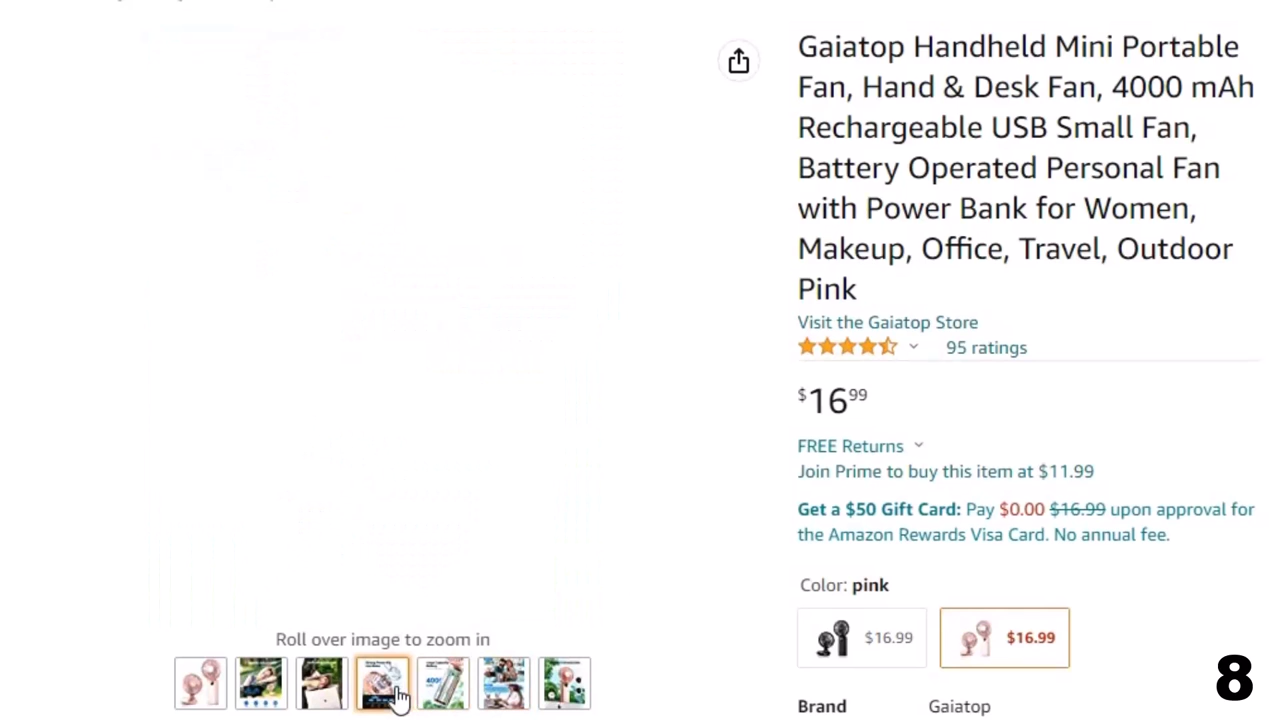 Gaiatop Handheld Mini Portable
Fan, Hand & Desk Fan, 4000 mAh
Rechargeable USB Small Fan,
Battery Operated Personal Fan
with Power Bank for Women,
Makeup, Office, Travel, Outdoor
Pink
Visit the Gaiatop Store
95 ratings
$16.99
FREE Returns
Join Prime to buy this item at $11.99
Get a $50 Gift Card: Pay $0.00 $16.99 upon approval for
the Amazon Rewards Visa Card. No annual fee.
Color: pink
$16.99 $16.99
Brand Gaiatop
Roll over image to zoom in
8